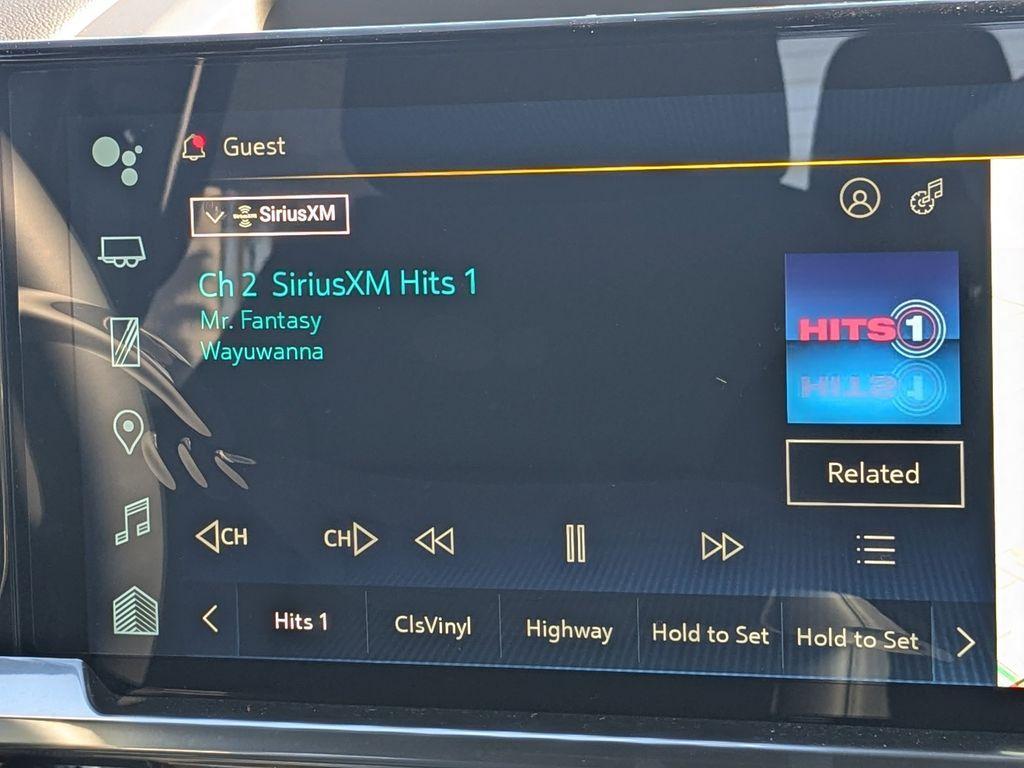 Guest
SiriusXM
Ch 2 SiriusXM Hits 1
Mr. Fantasy
Wayuwanna
HITS 1
Related
CH
CH
Hits 1
ClsVinyl
Highway
Hold to Set
Hold to Set